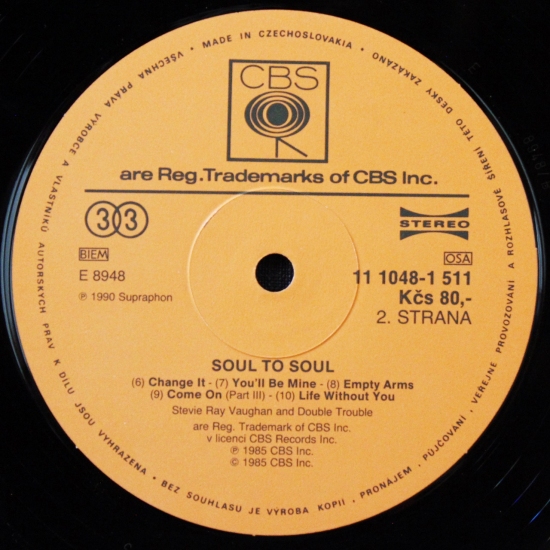 MADE IN CZECHOSLOVAKIA • VŠECHNA PRÁVA VÝROBCE A VLASTNÍKŮ AUTORSKÝCH PRÁV K DÍLU JSOU VYHRAZENA • BEZ SOUHLASU JE VÝROBA KOPIÍ, PRONÁJEM, PŮJČOVÁNÍ, VEŘEJNÉ PROVOZOVÁNÍ A ROZHLASOVÉ ŠÍŘENÍ TÉTO DESKY ZAKÁZÁNO •
CBS
are Reg.Trademarks of CBS Inc.
33
STEREO
BIEM
OSA
E 8948
11 1048-1 511
℗ 1990 Supraphon
Kčs 80,-
2. STRANA
SOUL TO SOUL
(6) Change It - (7) You'll Be Mine - (8) Empty Arms
(9) Come On (Part III) - (10) Life Without You
Stevie Ray Vaughan and Double Trouble
are Reg. Trademark of CBS Inc.
v licenci CBS Records Inc.
℗ 1985 CBS Inc.
© 1985 CBS Inc.